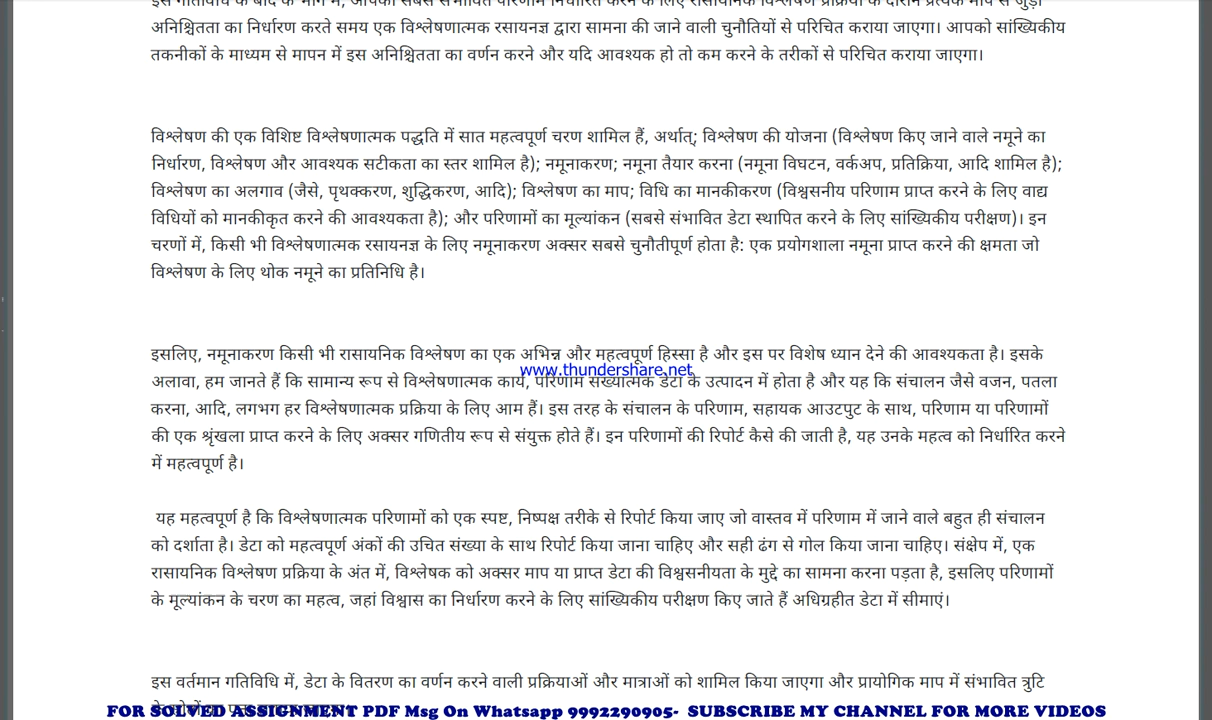 इस गतिविधि के बाद के भाग में, आपको सबसे संभावित परिणाम निर्धारित करने के लिए रासायनिक विश्लेषण प्रक्रिया के दौरान प्रत्येक माप से जुड़ी
अनिश्चितता का निर्धारण करते समय एक विश्लेषणात्मक रसायनज्ञ द्वारा सामना की जाने वाली चुनौतियों से परिचित कराया जाएगा। आपको सांख्यिकीय
तकनीकों के माध्यम से मापन में इस अनिश्चितता का वर्णन करने और यदि आवश्यक हो तो कम करने के तरीकों से परिचित कराया जाएगा।
विश्लेषण की एक विशिष्ट विश्लेषणात्मक पद्धति में सात महत्वपूर्ण चरण शामिल हैं, अर्थात्; विश्लेषण की योजना (विश्लेषण किए जाने वाले नमूने का
निर्धारण, विश्लेषण और आवश्यक सटीकता का स्तर शामिल है); नमूनाकरण; नमूना तैयार करना (नमूना विघटन, वर्कअप, प्रतिक्रिया, आदि शामिल है);
विश्लेषण का अलगाव (जैसे, पृथक्करण, शुद्धिकरण, आदि); विश्लेषण का माप; विधि का मानकीकरण (विश्वसनीय परिणाम प्राप्त करने के लिए वाद्य
विधियों को मानकीकृत करने की आवश्यकता है); और परिणामों का मूल्यांकन (सबसे संभावित डेटा स्थापित करने के लिए सांख्यिकीय परीक्षण)। इन
चरणों में, किसी भी विश्लेषणात्मक रसायनज्ञ के लिए नमूनाकरण अक्सर सबसे चुनौतीपूर्ण होता है: एक प्रयोगशाला नमूना प्राप्त करने की क्षमता जो
विश्लेषण के लिए थोक नमूने का प्रतिनिधि है।
इसलिए, नमूनाकरण किसी भी रासायनिक विश्लेषण का एक अभिन्न और महत्वपूर्ण हिस्सा है और इस पर विशेष ध्यान देने की आवश्यकता है। इसके
www.thundershare.net
अलावा, हम जानते हैं कि सामान्य रूप से विश्लेषणात्मक कार्य, परिणाम संख्यात्मक डेटा के उत्पादन में होता है और यह कि संचालन जैसे वजन, पतला
करना, आदि, लगभग हर विश्लेषणात्मक प्रक्रिया के लिए आम हैं। इस तरह के संचालन के परिणाम, सहायक आउटपुट के साथ, परिणाम या परिणामों
की एक श्रृंखला प्राप्त करने के लिए अक्सर गणितीय रूप से संयुक्त होते हैं। इन परिणामों की रिपोर्ट कैसे की जाती है, यह उनके महत्व को निर्धारित करने
में महत्वपूर्ण है।
यह महत्वपूर्ण है कि विश्लेषणात्मक परिणामों को एक स्पष्ट, निष्पक्ष तरीके से रिपोर्ट किया जाए जो वास्तव में परिणाम में जाने वाले बहुत ही संचालन
को दर्शाता है। डेटा को महत्वपूर्ण अंकों की उचित संख्या के साथ रिपोर्ट किया जाना चाहिए और सही ढंग से गोल किया जाना चाहिए। संक्षेप में, एक
रासायनिक विश्लेषण प्रक्रिया के अंत में, विश्लेषक को अक्सर माप या प्राप्त डेटा की विश्वसनीयता के मुद्दे का सामना करना पड़ता है, इसलिए परिणामों
के मूल्यांकन के चरण का महत्व, जहां विश्वास का निर्धारण करने के लिए सांख्यिकीय परीक्षण किए जाते हैं अधिग्रहीत डेटा में सीमाएं।
इस वर्तमान गतिविधि में, डेटा के वितरण का वर्णन करने वाली प्रक्रियाओं और मात्राओं को शामिल किया जाएगा और प्रायोगिक माप में संभावित त्रुटि
FOR SOLVED ASSIGNMENT PDF Msg On Whatsapp 9992290905- SUBSCRIBE MY CHANNEL FOR MORE VIDEOS